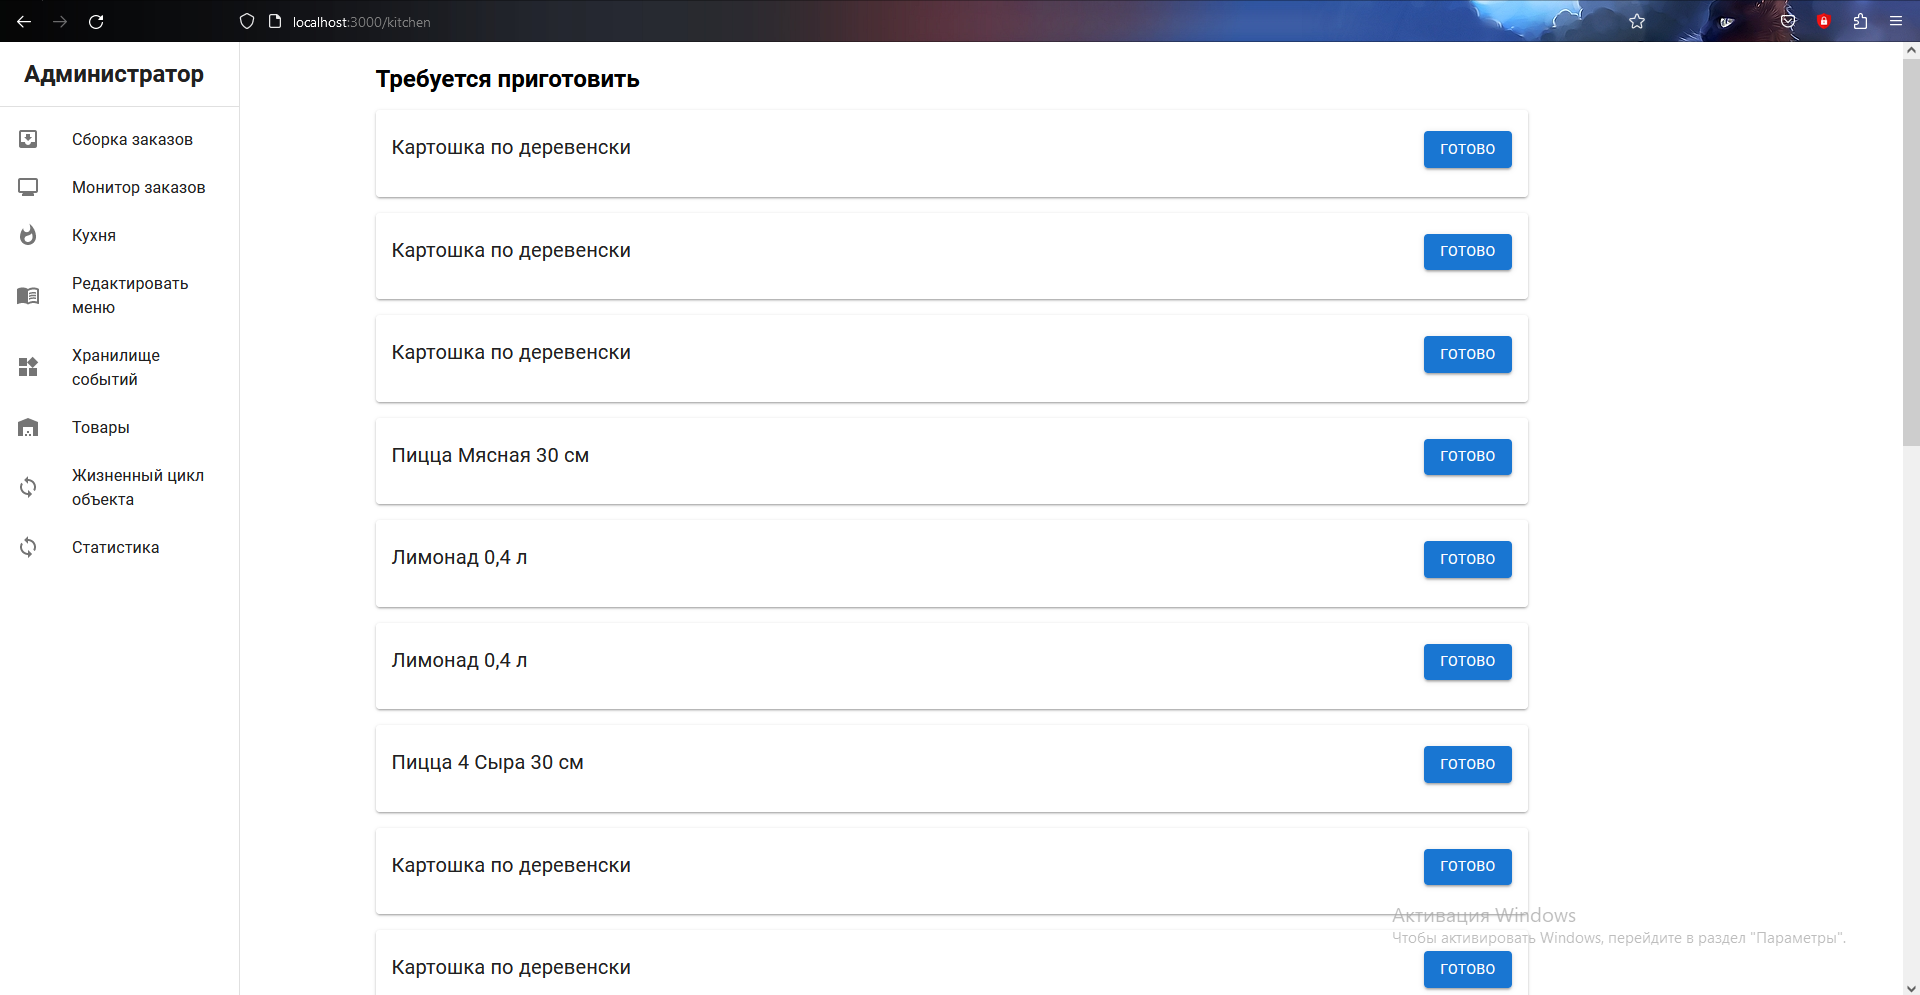 localhost:3000/kitchen
Администратор
Сборка заказов
Монитор заказов
Кухня
Редактировать
меню
Хранилище
событий
Товары
Жизненный цикл
объекта
Статистика
Требуется приготовить
Картошка по деревенски
ГОТОВО
Картошка по деревенски
ГОТОВО
Картошка по деревенски
ГОТОВО
Пицца Мясная 30 см
ГОТОВО
Лимонад 0,4 л
ГОТОВО
Лимонад 0,4 л
ГОТОВО
Пицца 4 Сыра 30 см
ГОТОВО
Картошка по деревенски
ГОТОВО
Активация Windows
Чтобы активировать Windows, перейдите в раздел "Параметры".
Картошка по деревенски
ГОТОВО